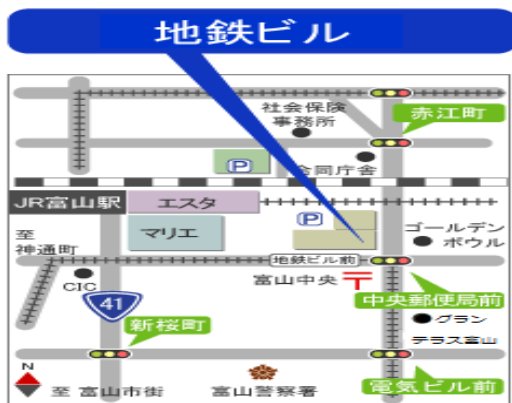 地鉄ビル
社会保険
事務所
赤江町
P
合同庁舎
JR富山駅
エスタ
P
マリエ
ゴールデン
ボウル
至
神通町
地鉄ビル前
CIC
富山中央
中央郵便局前
41
新桜町
グラン
テラス富山
N
至 富山市街
富山警察署
電気ビル前